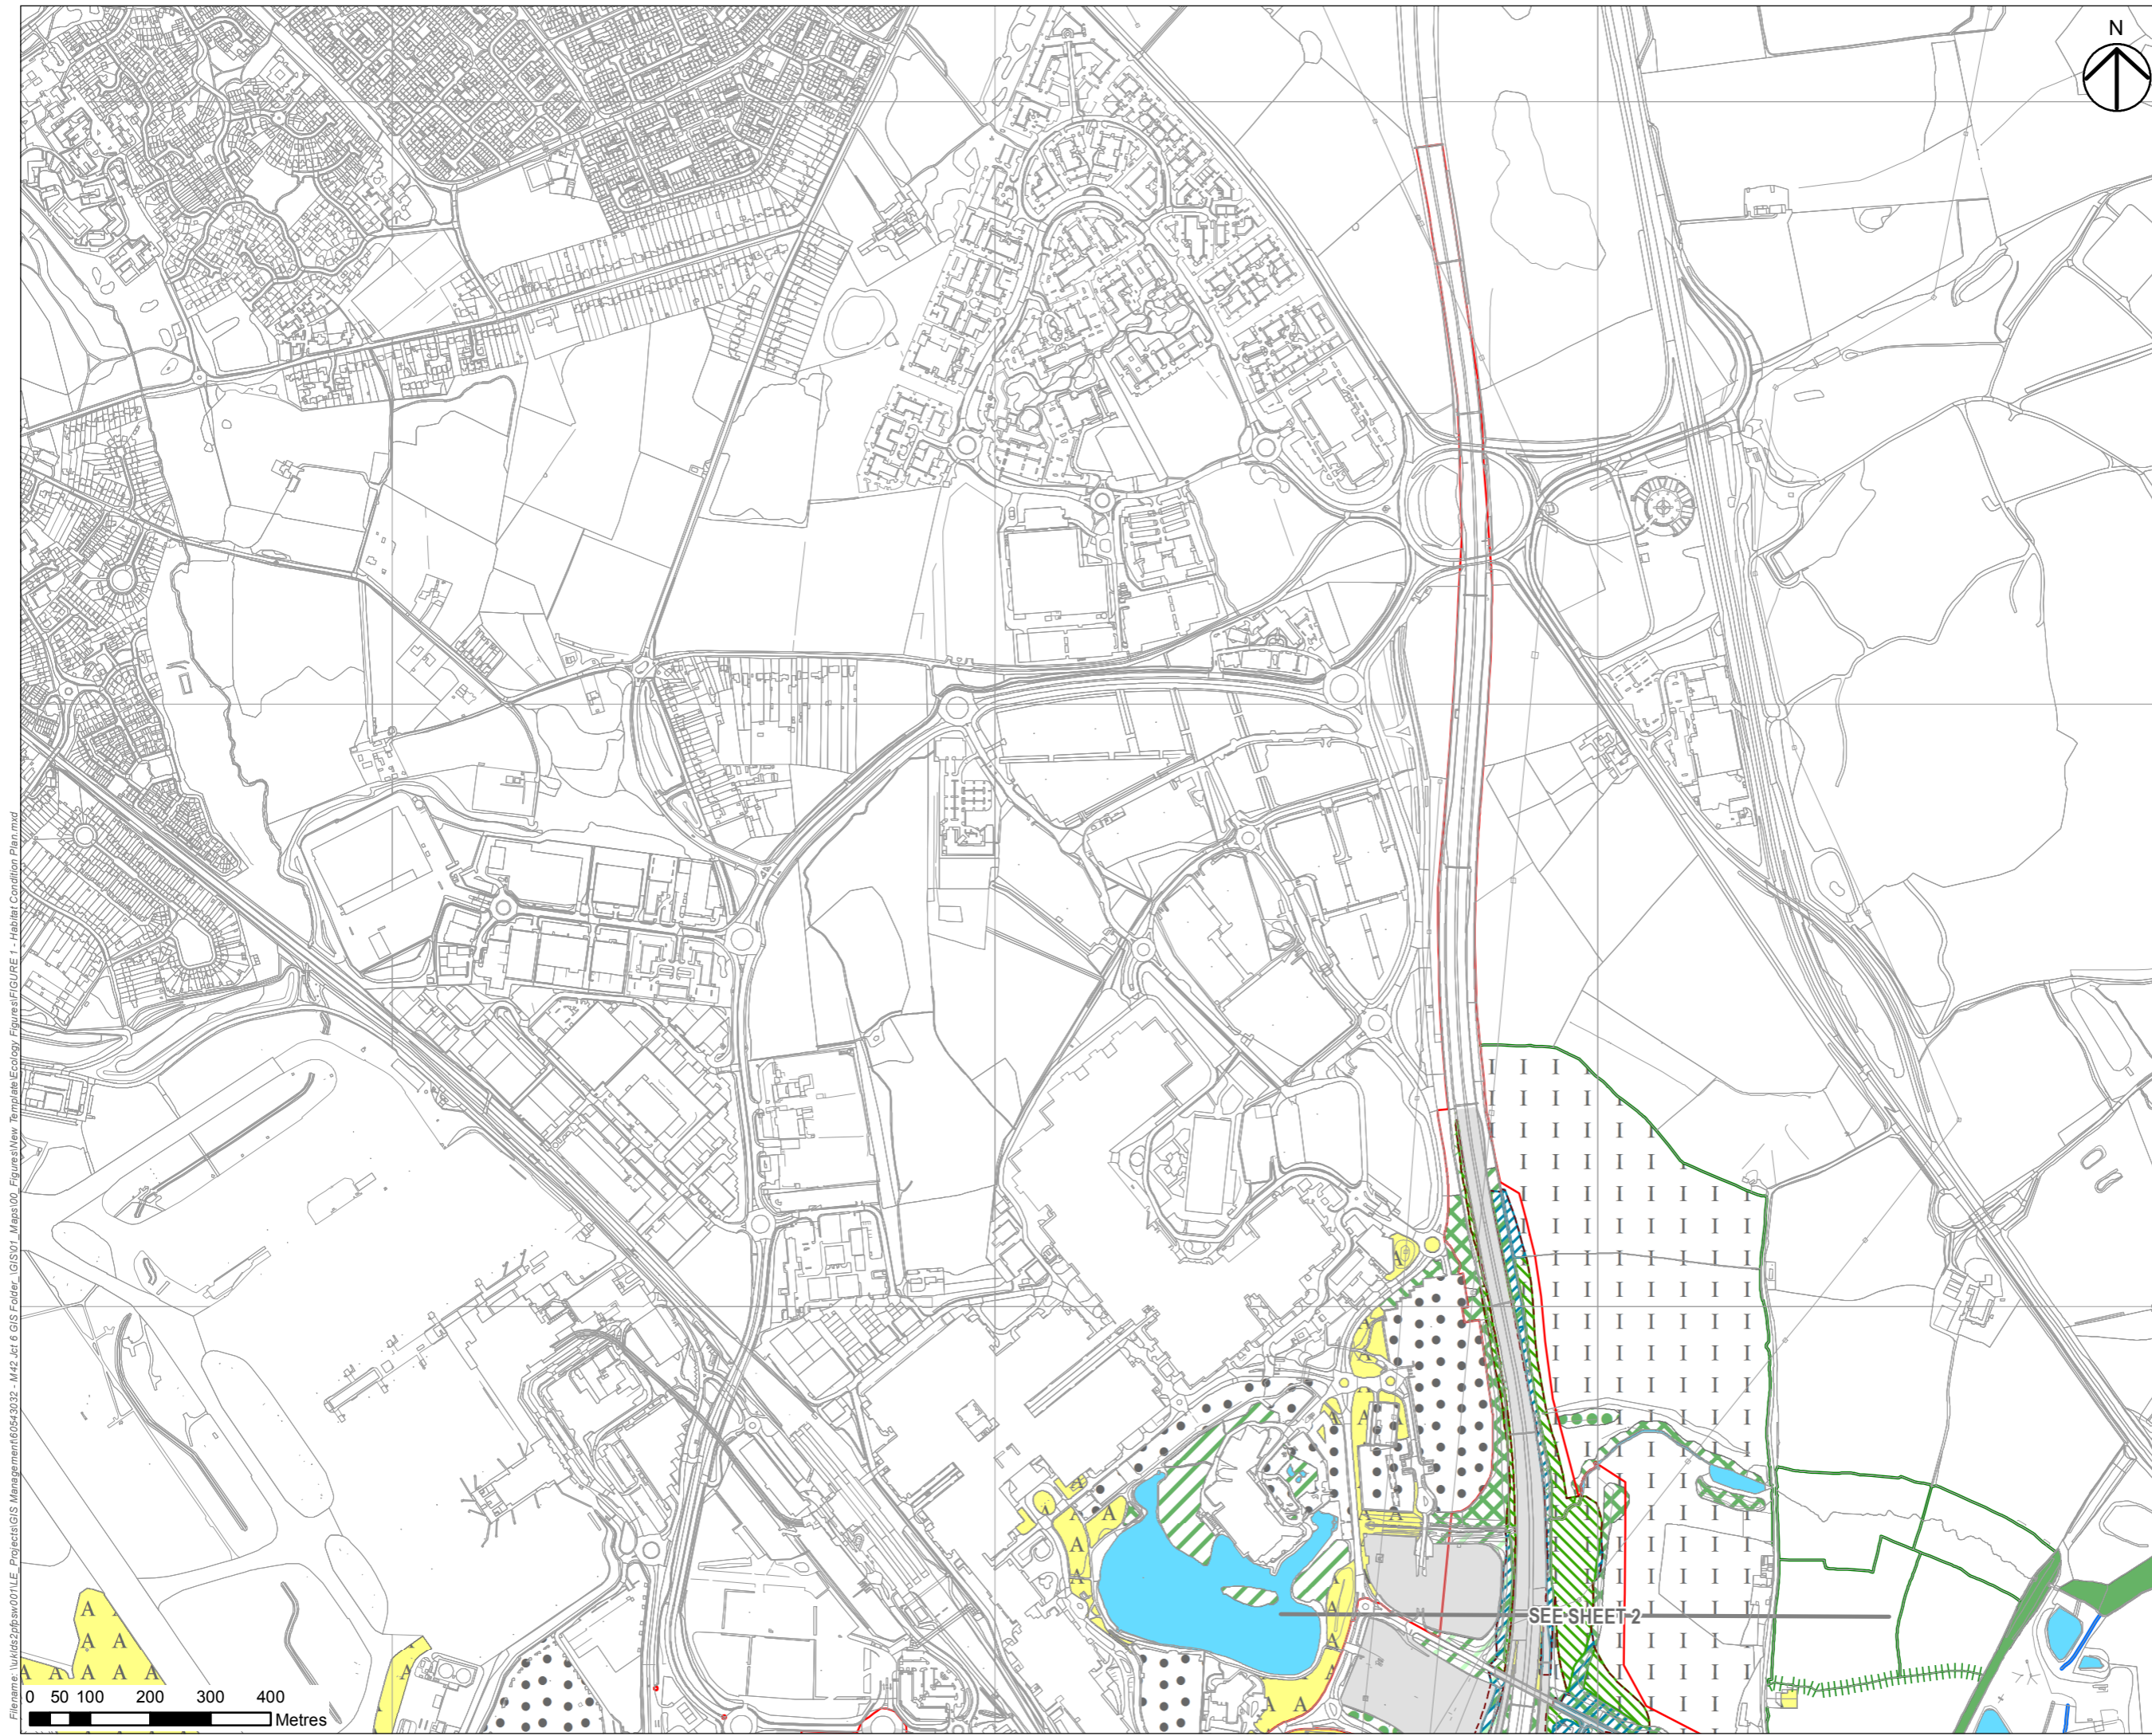 N
Filename: \\uklds2pfpsw001\LE_Projects\GIS Management\60543032 - M42 Jct 6 GIS Folder_\GIS\01_Maps\00_Figures\New Template\Ecology Figures\FIGURE 1 - Habitat Condition Plan.mxd
SEE SHEET 2
0 50 100 200 300 400
Metres